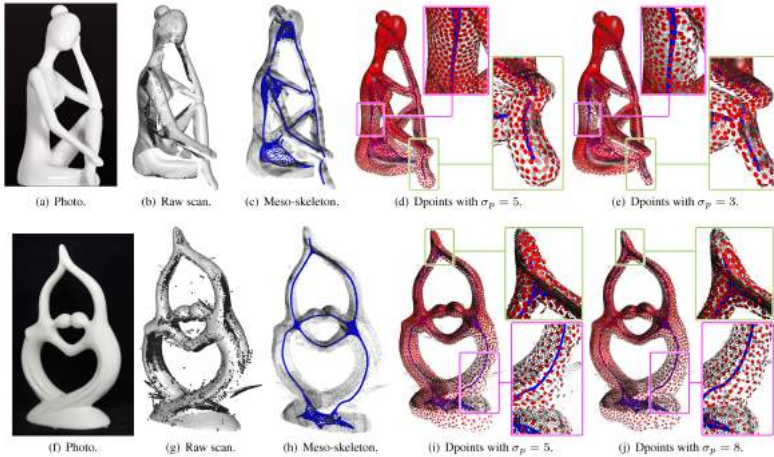 (a) Photo.
(b) Raw scan.
(c) Meso-skeleton.
(d) Dpoints with σp = 5.
(e) Dpoints with σp = 3.
(f) Photo.
(g) Raw scan.
(h) Meso-skeleton.
(i) Dpoints with σp = 5.
(j) Dpoints with σp = 8.